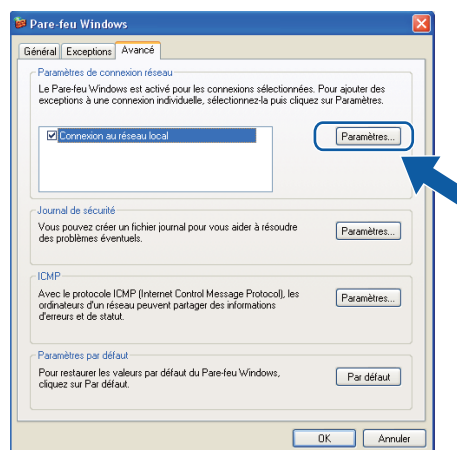 Pare-feu Windows
Général Exceptions Avancé
Paramètres de connexion réseau
Le Pare-feu Windows est activé pour les connexions sélectionnées. Pour ajouter des
exceptions à une connexion individuelle, sélectionnez-la puis cliquez sur Paramètres.
Connexion au réseau local
Paramètres...
Journal de sécurité
Vous pouvez créer un fichier journal pour vous aider à résoudre
des problèmes éventuels.
Paramètres...
ICMP
Avec le protocole ICMP (Internet Control Message Protocol), les
ordinateurs d'un réseau peuvent partager des informations
d'erreurs et de statut.
Paramètres...
Paramètres par défaut
Pour restaurer les valeurs par défaut du Pare-feu Windows,
cliquez sur Par défaut.
Par défaut
OK Annuler